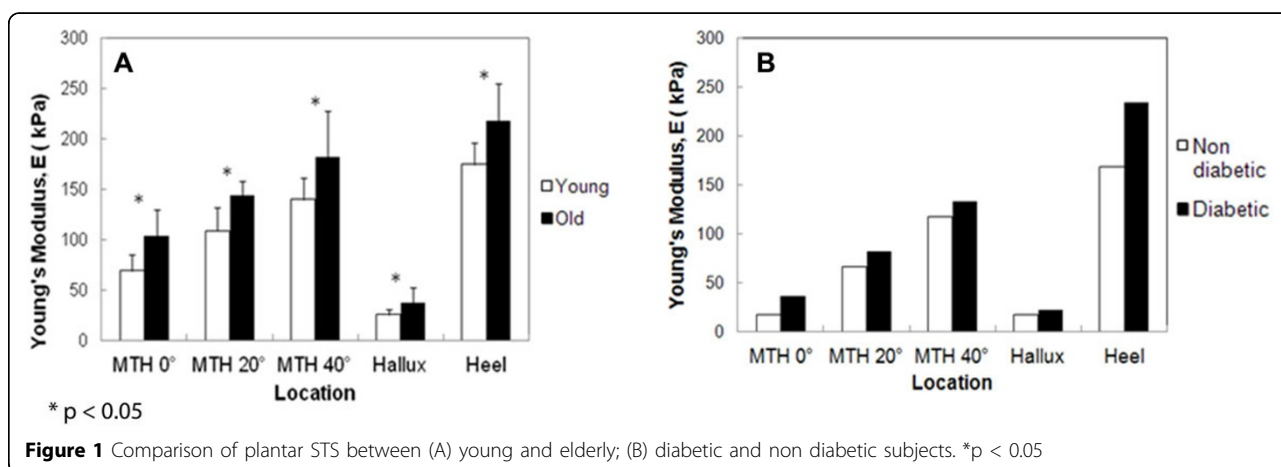 300
250
200
150
100
50
0
Young's Modulus, E ( kPa)
A
*
*
*
*
*
MTH 0° MTH 20° MTH 40° Hallux Heel
Location
Young
Old
* p < 0.05
300
250
200
150
100
50
0
Young's Modulus, E ( kPa)
B
MTH 0° MTH 20° MTH 40° Hallux Heel
Location
Non
diabetic
Diabetic
Figure 1 Comparison of plantar STS between (A) young and elderly; (B) diabetic and non diabetic subjects. *p < 0.05